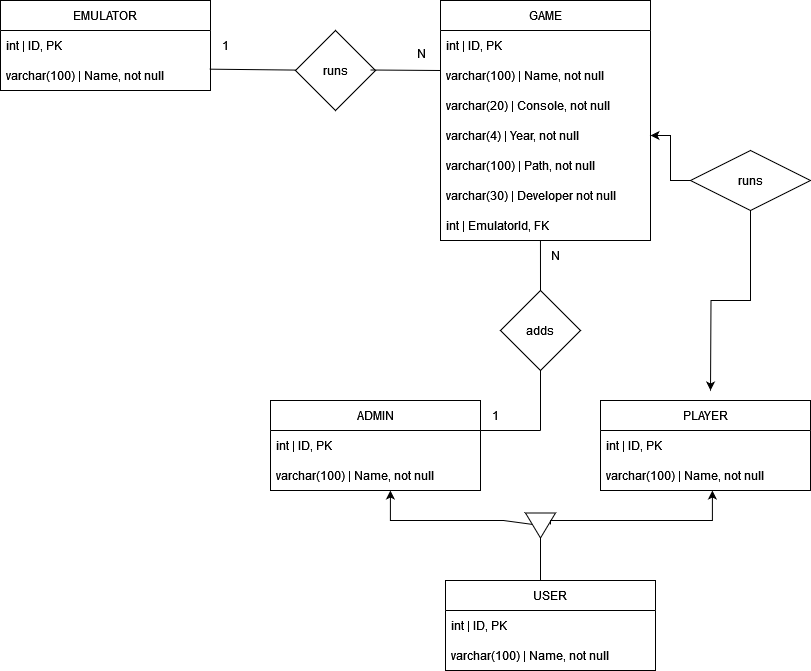 EMULATOR
int | ID, PK
varchar(100) | Name, not null
1
runs
N
GAME
int | ID, PK
varchar(100) | Name, not null
varchar(20) | Console, not null
varchar(4) | Year, not null
varchar(100) | Path, not null
varchar(30) | Developer not null
int | EmulatorId, FK
runs
N
adds
1
ADMIN
int | ID, PK
varchar(100) | Name, not null
PLAYER
int | ID, PK
varchar(100) | Name, not null
USER
int | ID, PK
varchar(100) | Name, not null